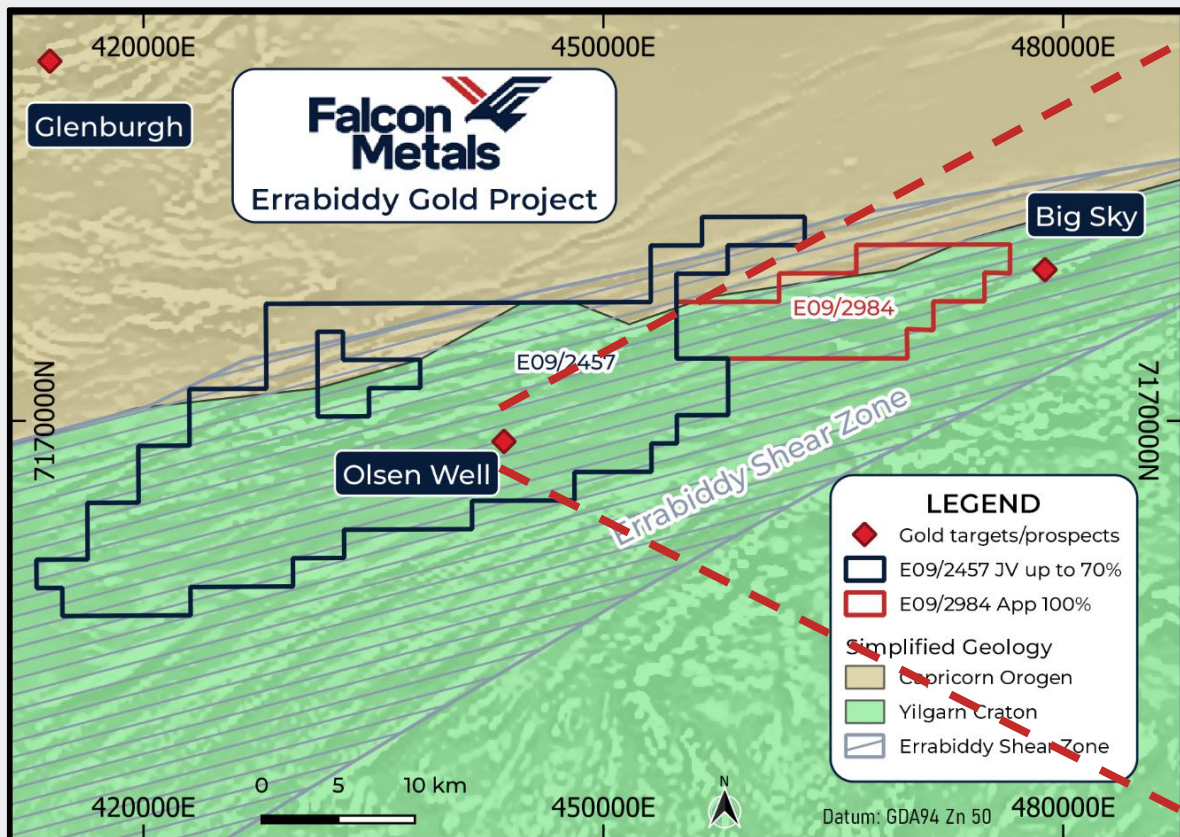 420000E
450000E
480000E
Glenburgh
Falcon
Metals
Errabiddy Gold Project
Big Sky
E09/2984
E09/2457
7170000N
7170000N
Olsen Well
Errabiddy Shear Zone
LEGEND
Gold targets/prospects
E09/2457 JV up to 70%
E09/2984 App 100%
Simplified Geology
Capricorn Orogen
Yilgarn Craton
Errabiddy Shear Zone
0 5 10 km
N
420000E
450000E
480000E
Datum: GDA94 Zn 50